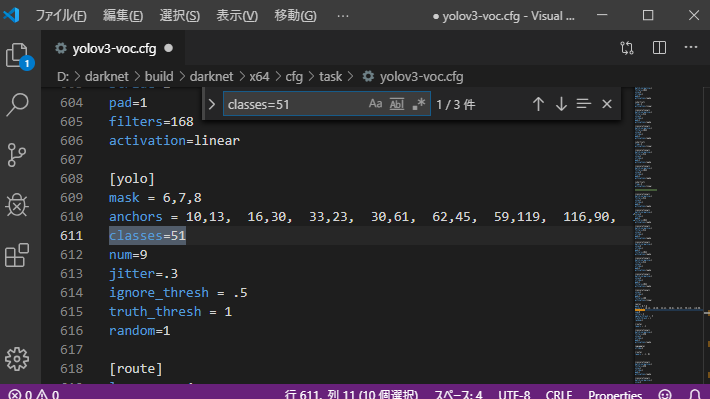 ファイル(F) 編集(E) 選択(S) 表示(V) 移動(G) ··· ● yolov3-voc.cfg - Visual ...
yolov3-voc.cfg ●
D: › darknet › build › darknet › x64 › cfg › task › yolov3-voc.cfg
classes=51 Aa Abl .* 1 / 3 件
604 pad=1
605 filters=168
606 activation=linear
607
608 [yolo]
609 mask = 6,7,8
610 anchors = 10,13, 16,30, 33,23, 30,61, 62,45, 59,119, 116,90,
611 classes=51
612 num=9
613 jitter=.3
614 ignore_thresh = .5
615 truth_thresh = 1
616 random=1
617
618 [route]
1
0 0 行 611、列 11 (10 個選択) スペース: 4 UTF-8 CRLF Properties